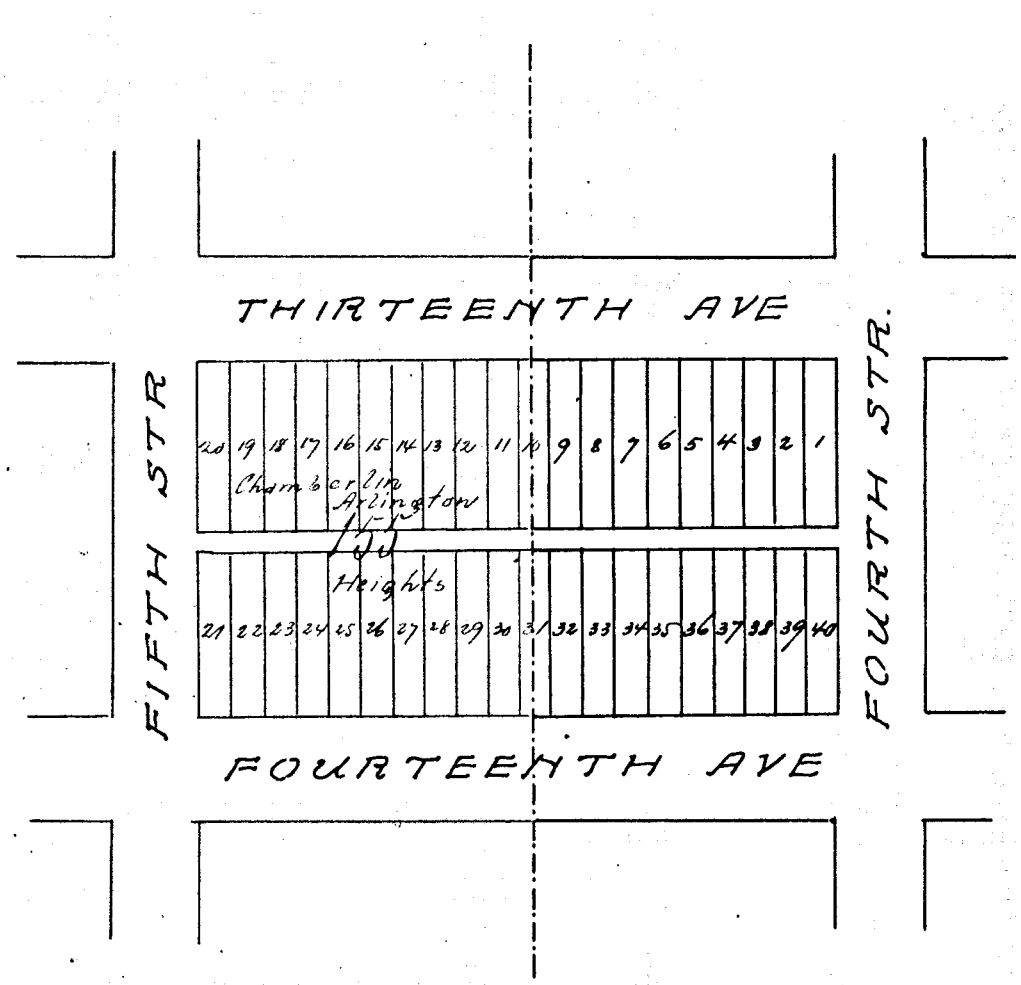 THIRTEENTH AVE
FIFTH STR
FOURTH STR.
20 19 18 17 16 15 14 13 12 11 10 9 8 7 6 5 4 3 2 1
Chamberlin
Arlington
155
Heights
21 22 23 24 25 26 27 28 29 30 31 32 33 34 35 36 37 38 39 40
FOURTEENTH AVE